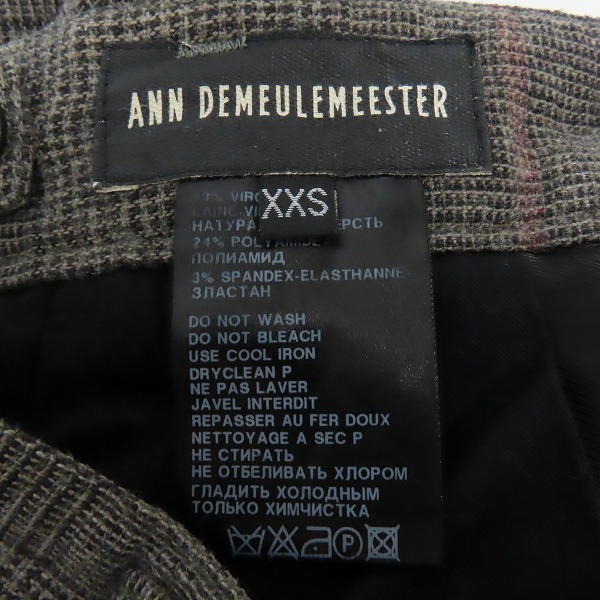 ANN DEMEULEMEESTER
XXS
LAINE
24% POLYAMIDE
ПОЛИАМИД
3% SPANDEX-ELASTHANNE
ЭЛАСТАН
DO NOT WASH
DO NOT BLEACH
USE COOL IRON
DRYCLEAN P
NE PAS LAVER
JAVEL INTERDIT
REPASSER AU FER DOUX
NETTOYAGE A SEC P
НЕ СТИРАТЬ
НЕ ОТБЕЛИВАТЬ ХЛОРОМ
ГЛАДИТЬ ХОЛОДНЫМ
ТОЛЬКО ХИМЧИСТКА
P